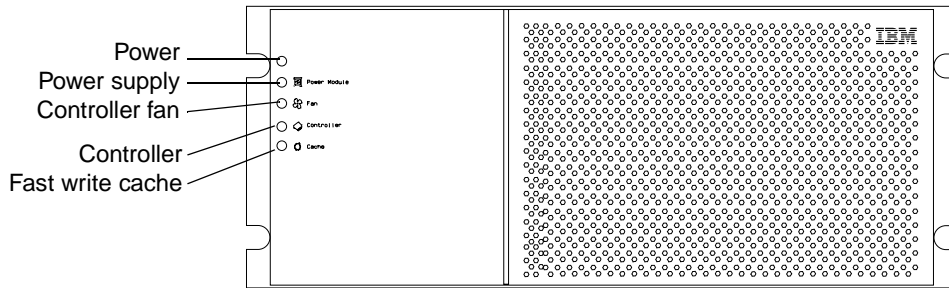 IBM
Power
Power supply
Power Module
Controller fan
Fan
Controller
Controller
Fast write cache
Cache